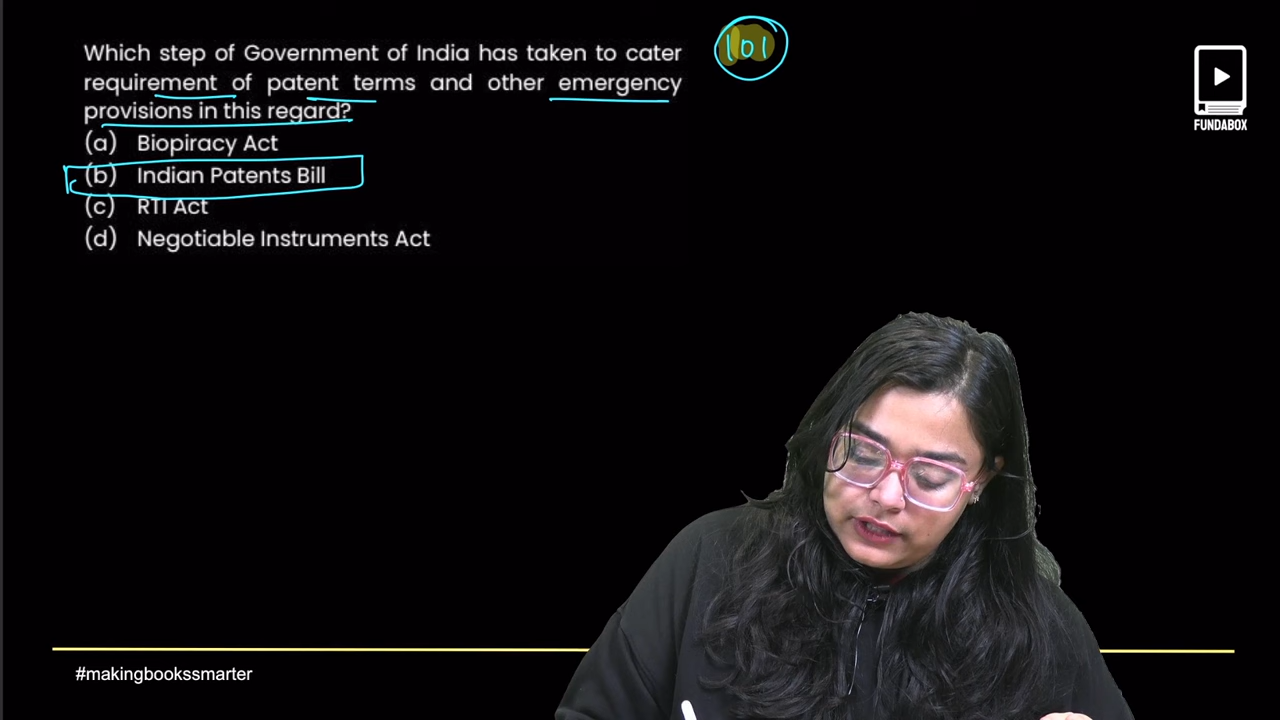 Which step of Government of India has taken to cater
requirement of patent terms and other emergency
provisions in this regard?
(a) Biopiracy Act
(b) Indian Patents Bill
(c) RTI Act
(d) Negotiable Instruments Act
101
FUNDABOX
#makingbookssmarter